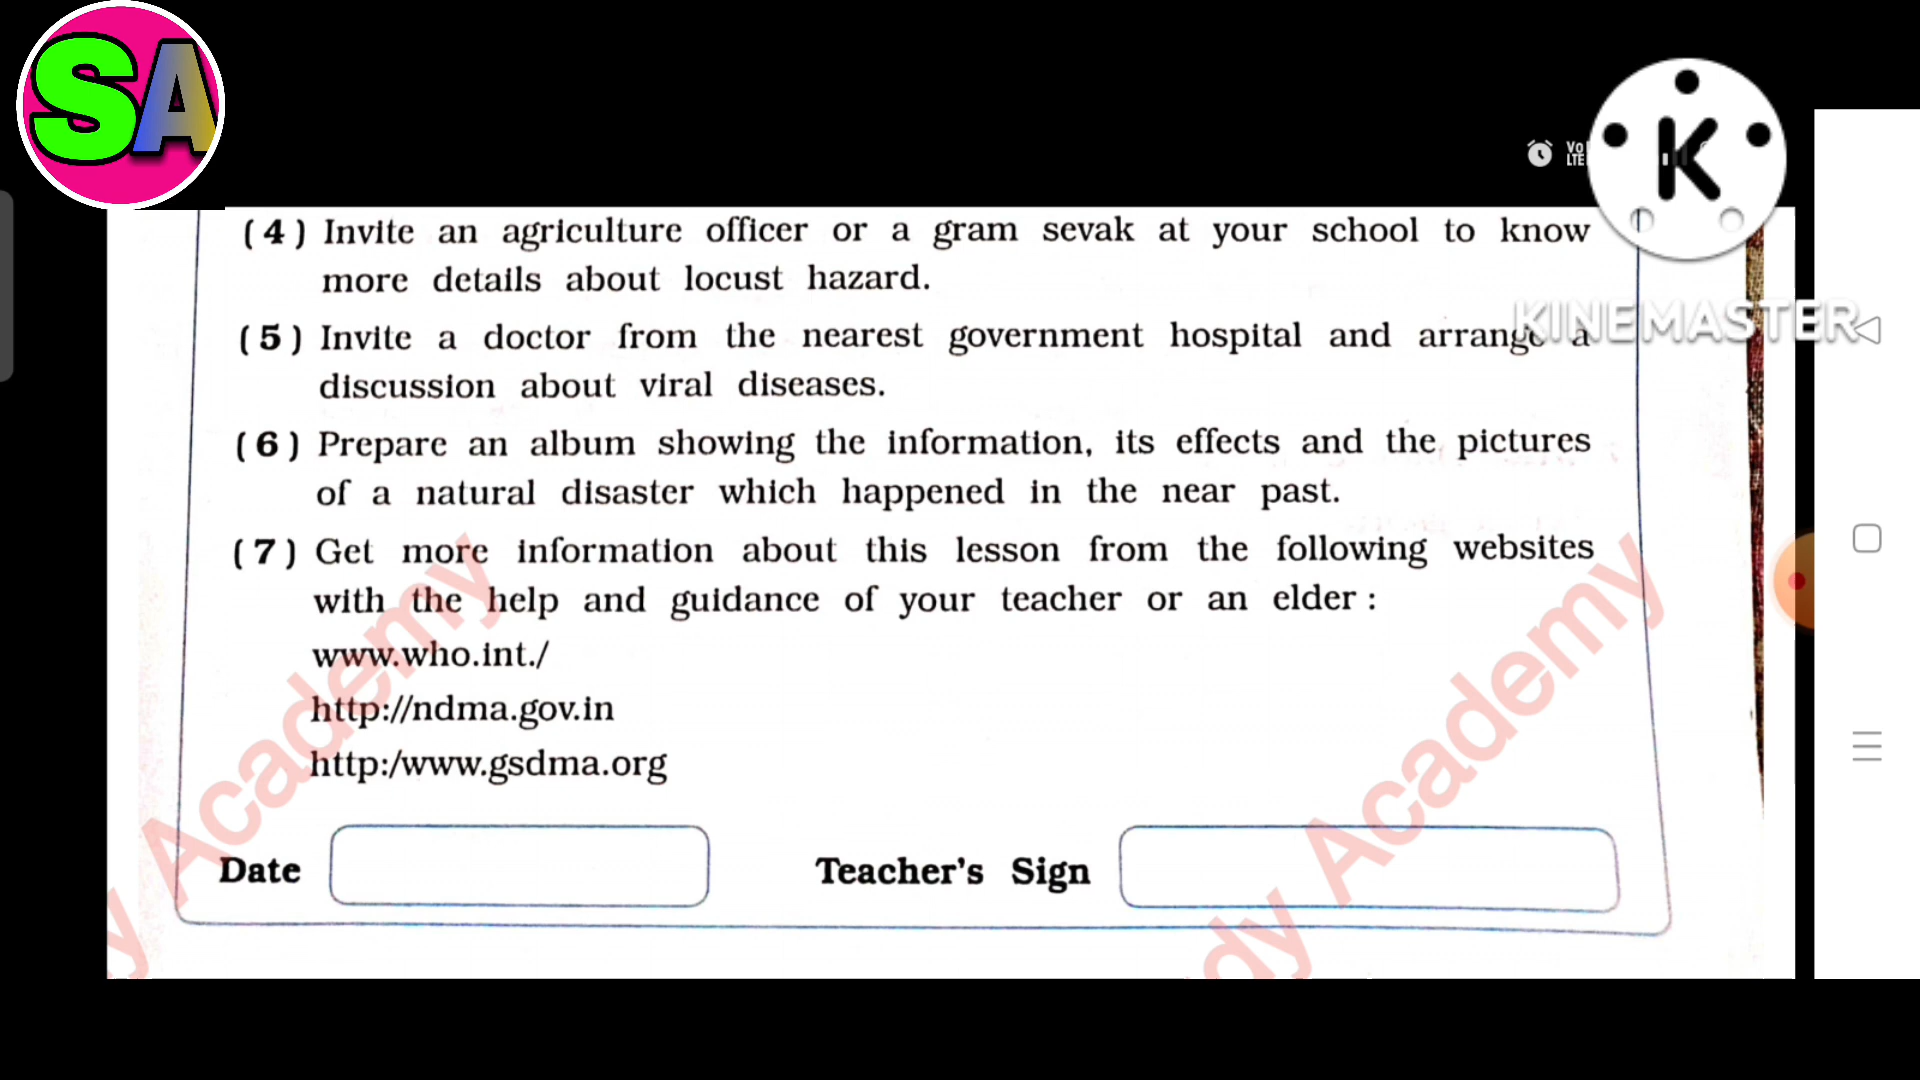 SA
Vo
LTE
K
KINEMASTER
( 4 ) Invite an agriculture officer or a gram sevak at your school to know
more details about locust hazard.
( 5 ) Invite a doctor from the nearest government hospital and arrange a
discussion about viral diseases.
( 6 ) Prepare an album showing the information, its effects and the pictures
of a natural disaster which happened in the near past.
( 7 ) Get more information about this lesson from the following websites
with the help and guidance of your teacher or an elder :
www.who.int./
http://ndma.gov.in
http:/www.gsdma.org
Date
Teacher's Sign
y Academy
dy Academy